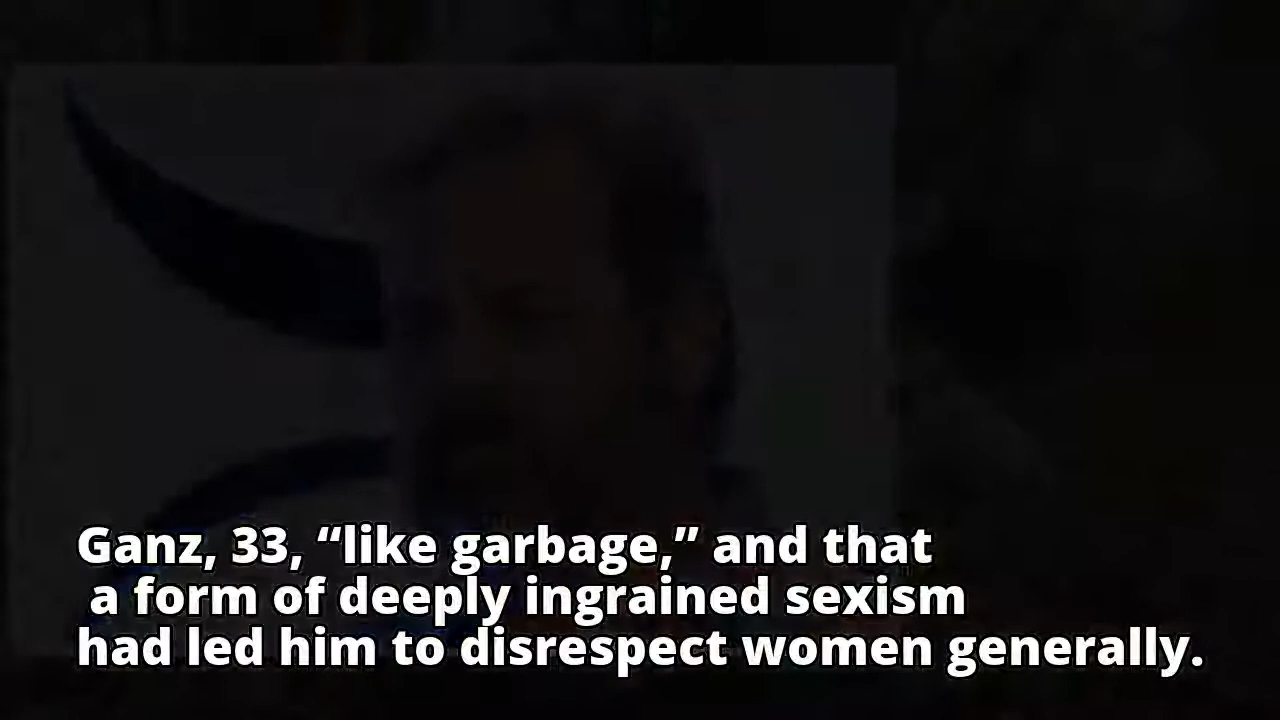 Ganz, 33, “like garbage,” and that
a form of deeply ingrained sexism
had led him to disrespect women generally.